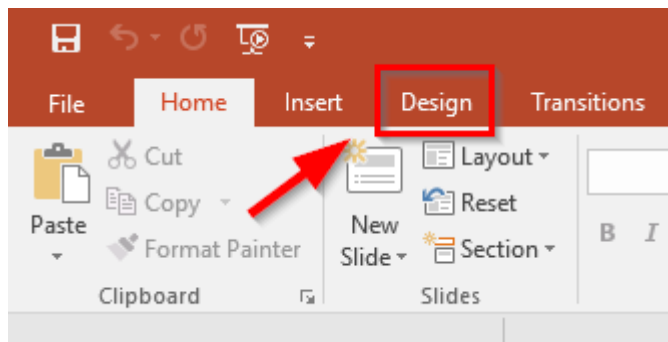 File Home Insert Design Transitions
Cut
Copy
Format Painter
Paste
Clipboard
New
Slide
Layout
Reset
Section
Slides
B I